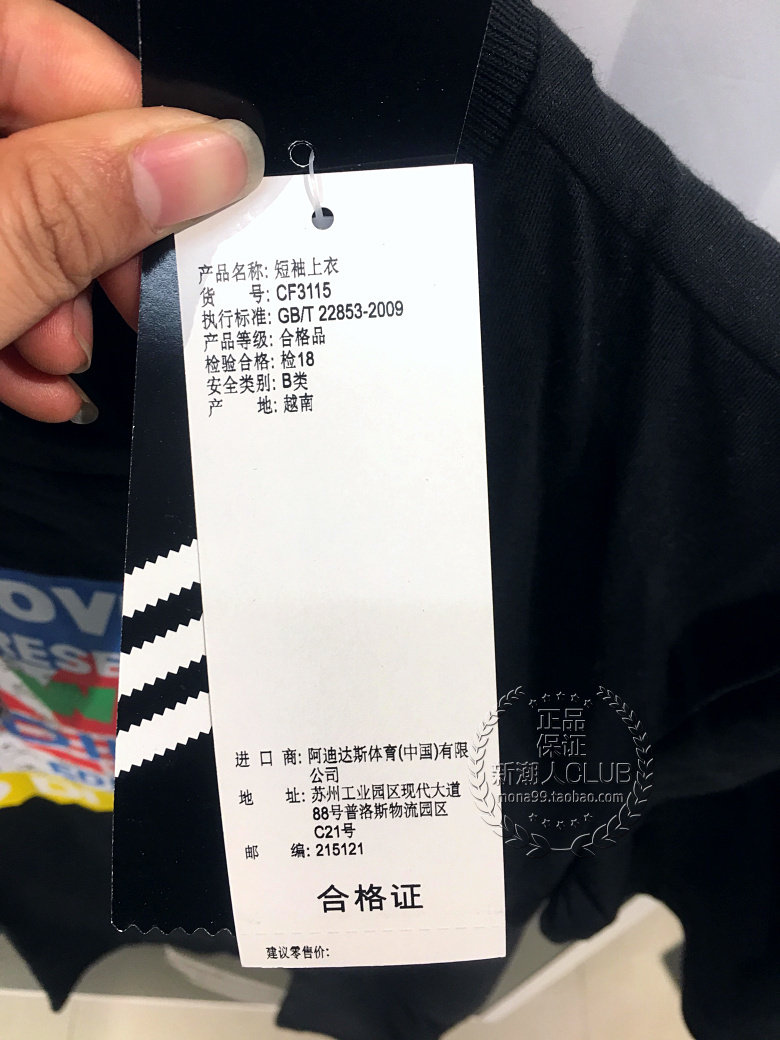 产品名称: 短袖上衣
货 号: CF3115
执行标准: GB/T 22853-2009
产品等级: 合格品
检验合格: 检18
安全类别: B类
产 地: 越南
OV
RESE
进 口 商: 阿迪达斯体育(中国)有限
公司
地 址: 苏州工业园区现代大道
88号普洛斯物流园区
C21号
邮 编: 215121
合格证
建议零售价:
正品
保证
新潮人CLUB
mona99.taobao.com